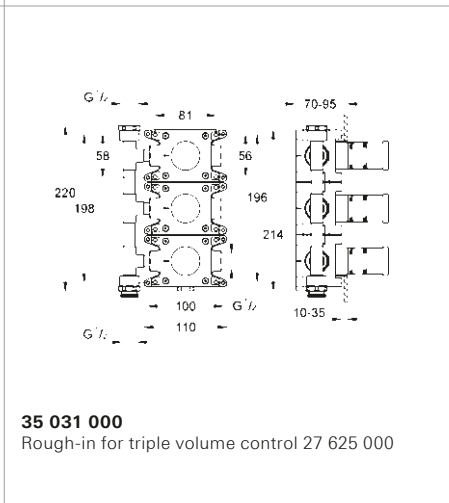 G 1/2
81
70-95
58
56
220
198
196
214
10-35
100
G 1/2
110
G 1/2
35 031 000
Rough-in for triple volume control 27 625 000